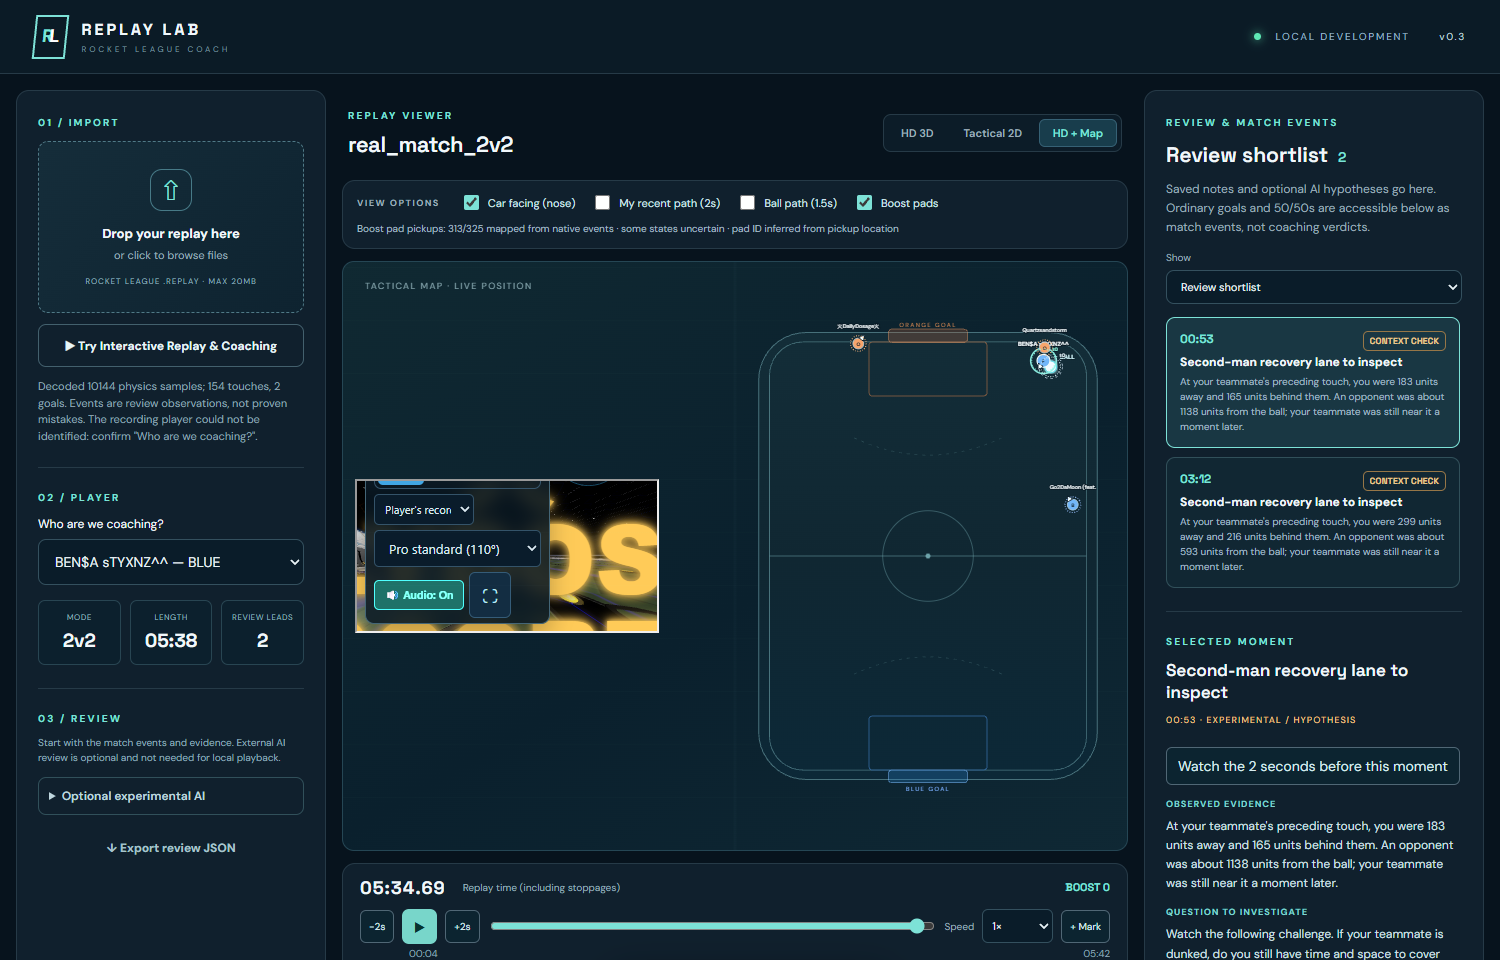 RL
REPLAY LAB
ROCKET LEAGUE COACH
LOCAL DEVELOPMENT
v0.3
01 / IMPORT
Drop your replay here
or click to browse files
ROCKET LEAGUE .REPLAY · MAX 20MB
▶ Try Interactive Replay & Coaching
Decoded 10144 physics samples; 154 touches, 2
goals. Events are review observations, not proven
mistakes. The recording player could not be
identified: confirm "Who are we coaching?".
02 / PLAYER
Who are we coaching?
BEN$A sTYXNZ^^ — BLUE
MODE
2v2
LENGTH
05:38
REVIEW LEADS
2
03 / REVIEW
Start with the match events and evidence. External AI
review is optional and not needed for local playback.
▶ Optional experimental AI
↓ Export review JSON
REPLAY VIEWER
real_match_2v2
HD 3D
Tactical 2D
HD + Map
VIEW OPTIONS
Car facing (nose)
My recent path (2s)
Ball path (1.5s)
Boost pads
Boost pad pickups: 313/325 mapped from native events · some states uncertain · pad ID inferred from pickup location
TACTICAL MAP · LIVE POSITION
ORANGE GOAL
Quartzsandstorm
BALL
Go2DaMoon (feat.
Player's recor
Pro standard (110°)
Audio: On
os
BLUE GOAL
05:34.69
Replay time (including stoppages)
BOOST 0
-2s
▶
+2s
Speed
1×
+ Mark
00:04
05:42
REVIEW & MATCH EVENTS
Review shortlist 2
Saved notes and optional AI hypotheses go here.
Ordinary goals and 50/50s are accessible below as
match events, not coaching verdicts.
Show
Review shortlist
00:53
CONTEXT CHECK
Second-man recovery lane to inspect
At your teammate's preceding touch, you were 183 units
away and 165 units behind them. An opponent was about
1138 units from the ball; your teammate was still near it a
moment later.
03:12
CONTEXT CHECK
Second-man recovery lane to inspect
At your teammate's preceding touch, you were 299 units
away and 216 units behind them. An opponent was about
593 units from the ball; your teammate was still near it a
moment later.
SELECTED MOMENT
Second-man recovery lane to
inspect
00:53 · EXPERIMENTAL / HYPOTHESIS
Watch the 2 seconds before this moment
OBSERVED EVIDENCE
At your teammate's preceding touch, you were 183
units away and 165 units behind them. An opponent
was about 1138 units from the ball; your teammate
was still near it a moment later.
QUESTION TO INVESTIGATE
Watch the following challenge. If your teammate is
dunked, do you still have time and space to cover